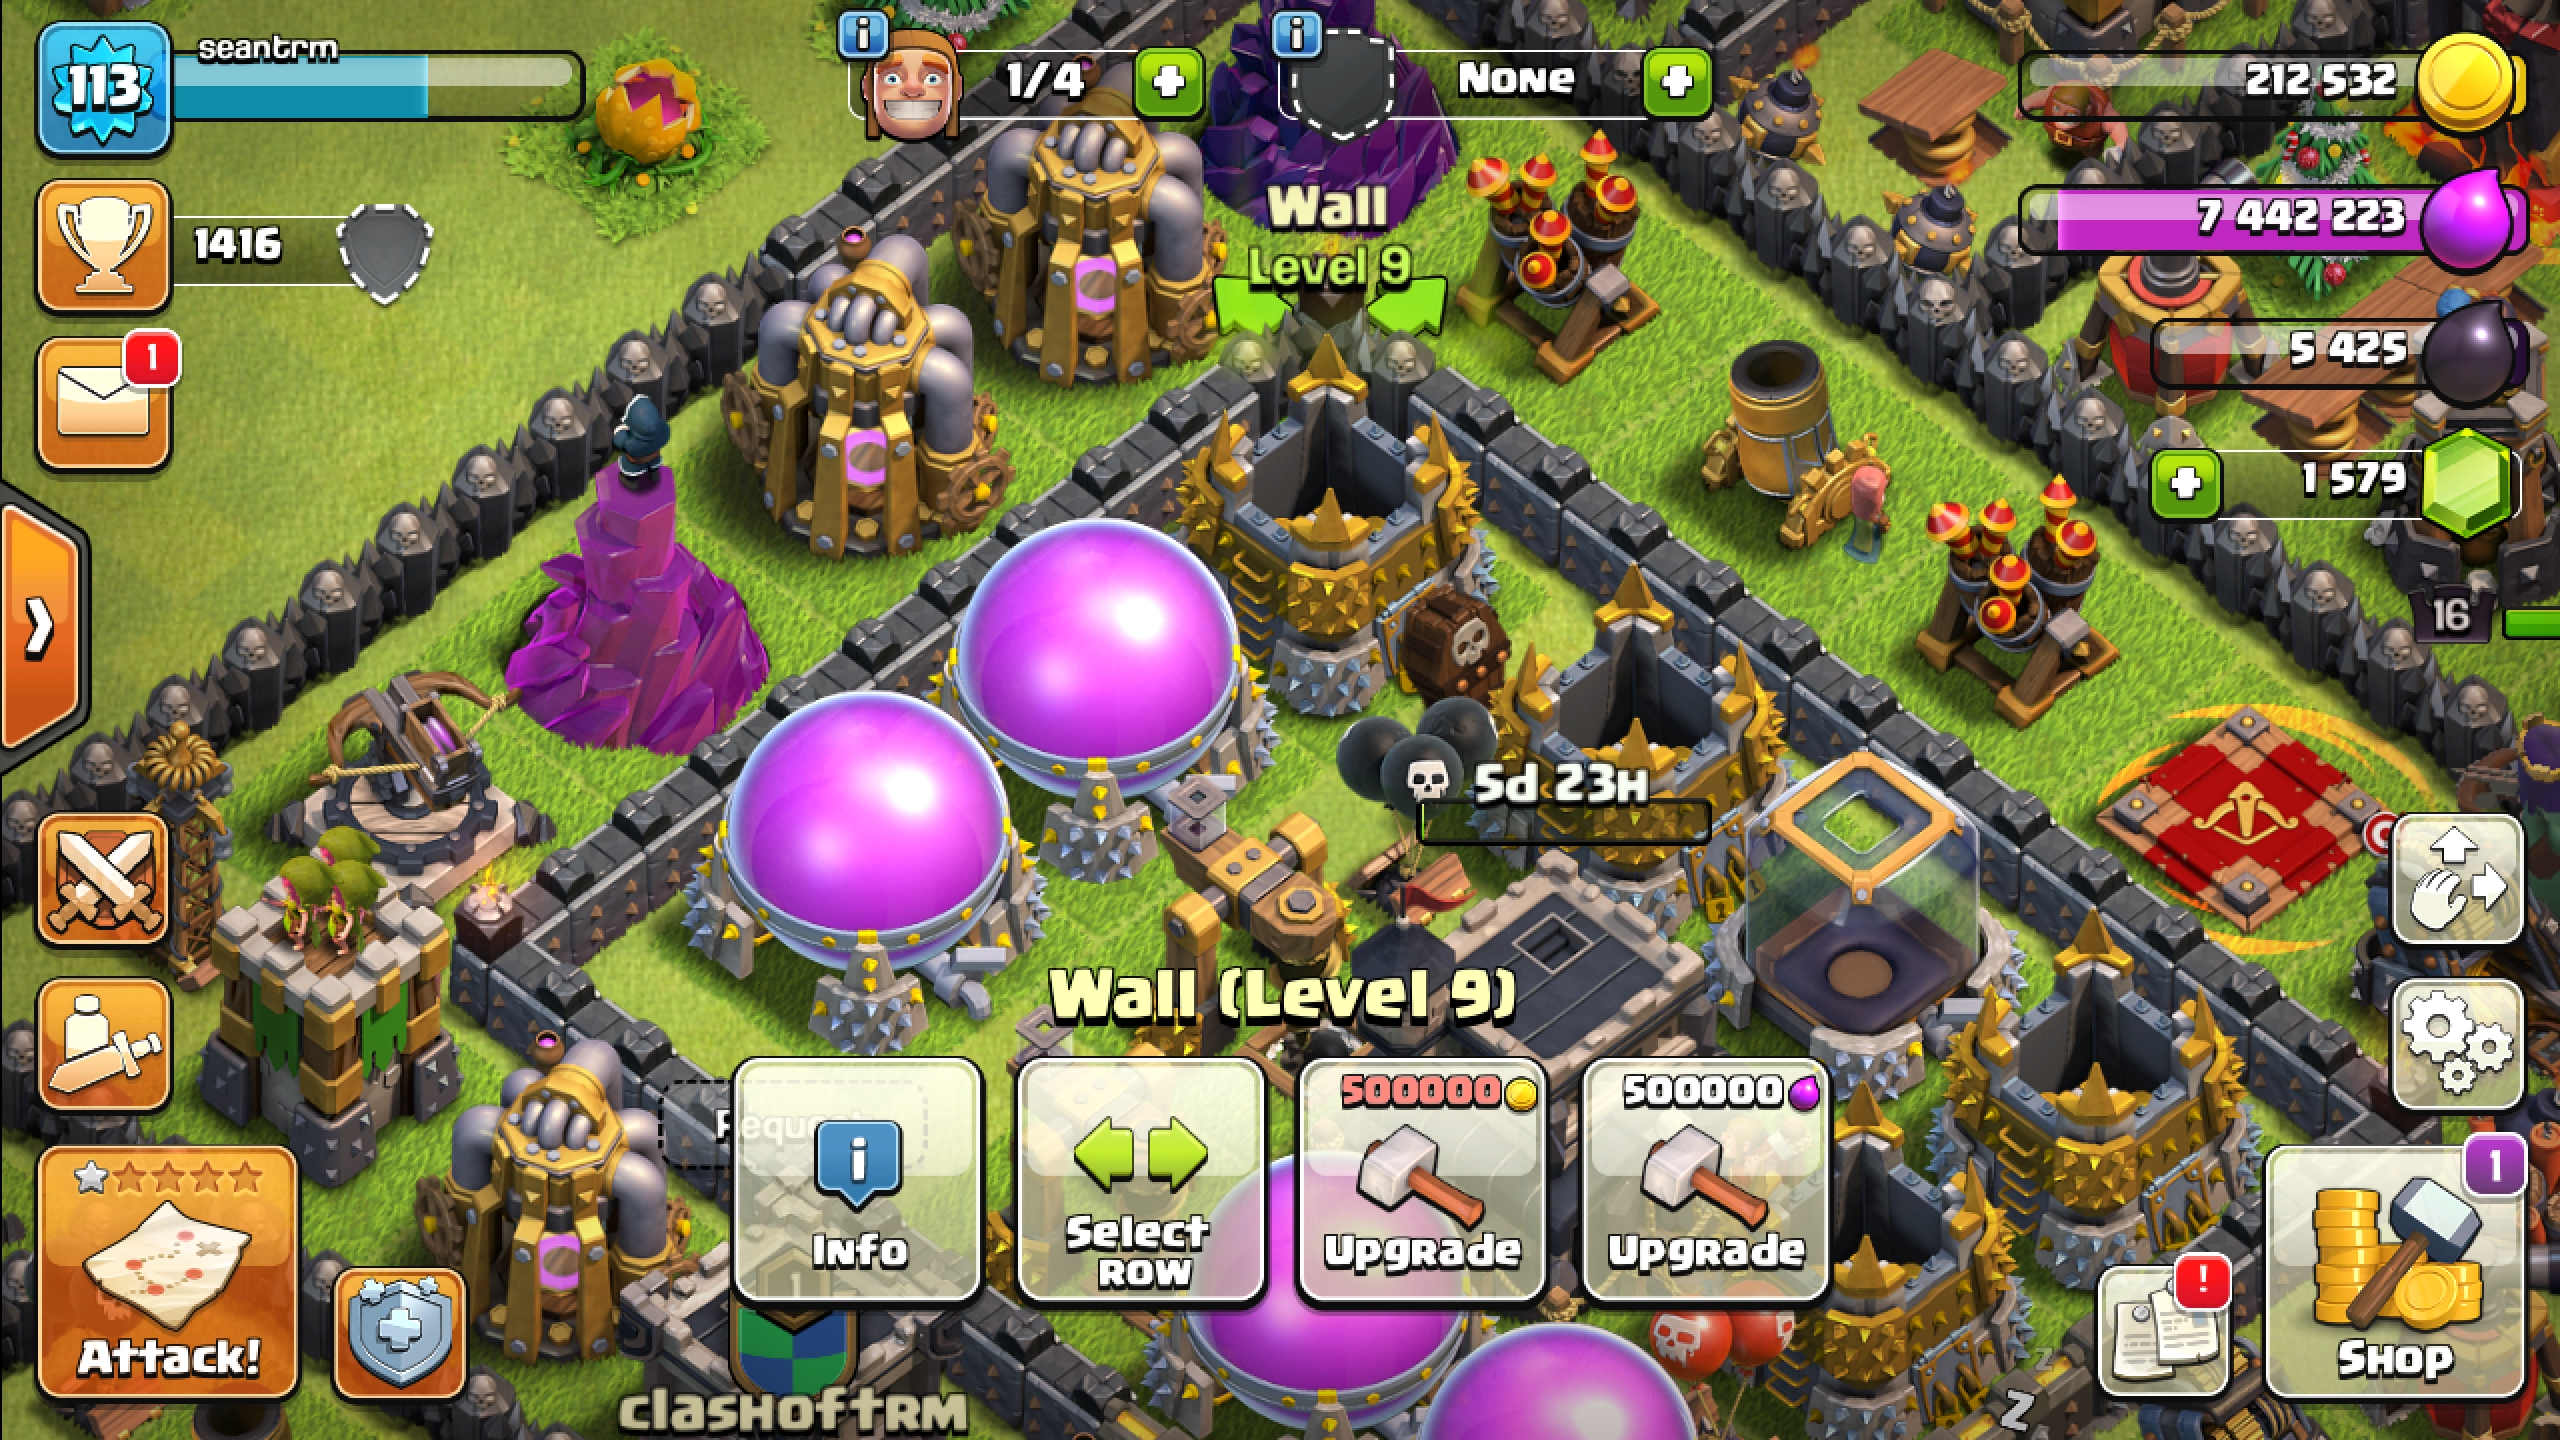 113
seantrm
1/4
None
212 532
1416
Wall
Level 9
7 442 223
5 425
1
1 579
16
5d 23h
Wall (Level 9)
Info
Select
row
500000
Upgrade
500000
Upgrade
Attack!
1
!
Shop
clashoftrm
z